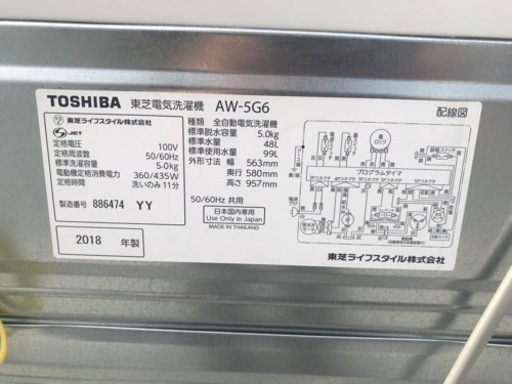 TOSHIBA 東芝電気洗濯機 AW-5G6 配線図
東芝ライフスタイル株式会社
JET
定格電圧 100V
定格周波数 50/60Hz
標準洗濯容量 5.0kg
電動機定格消費電力 360/435W
定格時間 洗いのみ11分
製造番号 886474 YY
2018 年製
種類 全自動電気洗濯機
標準脱水容量 5.0kg
標準水量 48L
標準使用水量 99L
外形寸法 幅 563mm
奥行 580mm
高さ 957mm
50/60Hz 共用
日本国内専用
Use Only in Japan
MADE IN THAILAND
プログラムタイマ
東芝ライフスタイル株式会社